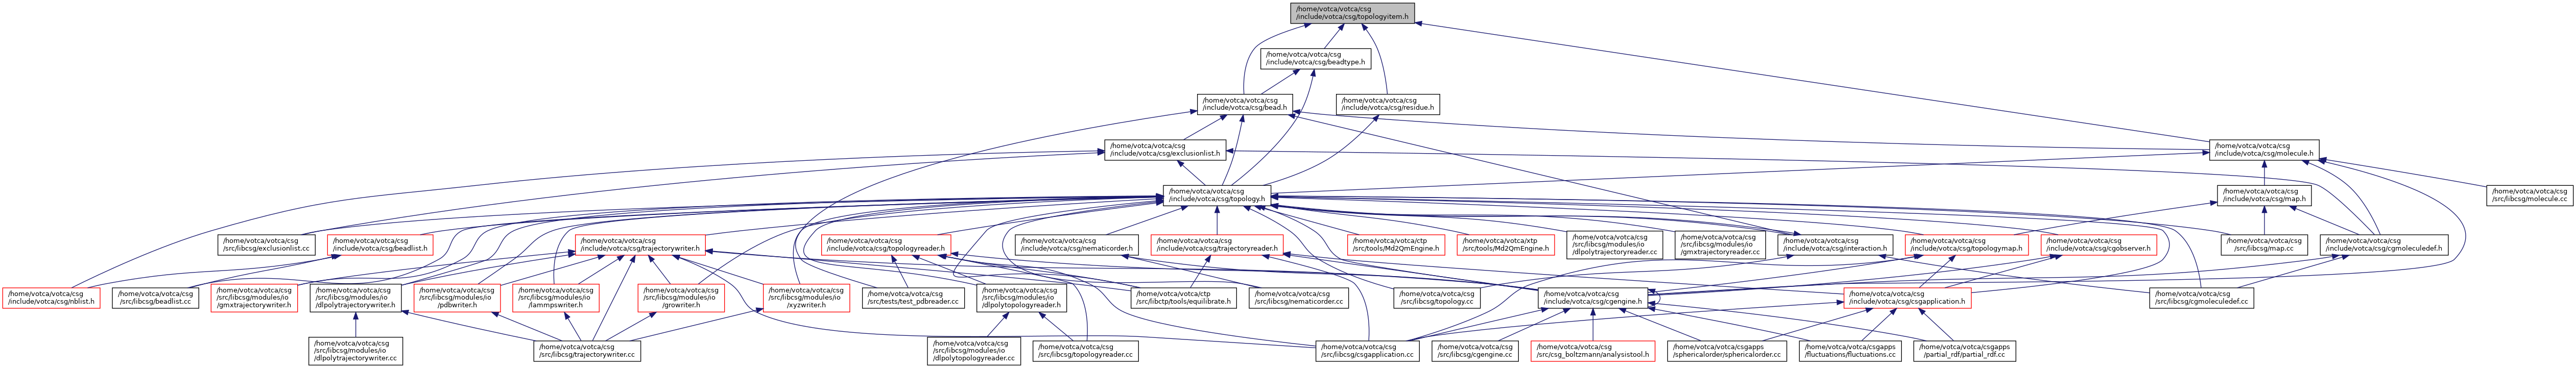 /home/votca/votca/csg
/include/votca/csg/topologyitem.h
/home/votca/votca/csg
/include/votca/csg/beadtype.h
/home/votca/votca/csg
/include/votca/csg/bead.h
/home/votca/votca/csg
/include/votca/csg/residue.h
/home/votca/votca/csg
/include/votca/csg/exclusionlist.h
/home/votca/votca/csg
/include/votca/csg/molecule.h
/home/votca/votca/csg
/include/votca/csg/topology.h
/home/votca/votca/csg
/include/votca/csg/map.h
/home/votca/votca/csg
/src/libcsg/molecule.cc
/home/votca/votca/csg
/src/libcsg/exclusionlist.cc
/home/votca/votca/csg
/include/votca/csg/beadlist.h
/home/votca/votca/csg
/include/votca/csg/trajectorywriter.h
/home/votca/votca/csg
/include/votca/csg/topologyreader.h
/home/votca/votca/csg
/include/votca/csg/nematicorder.h
/home/votca/votca/csg
/include/votca/csg/trajectoryreader.h
/home/votca/votca/ctp
/src/tools/Md2QmEngine.h
/home/votca/votca/xtp
/src/tools/Md2QmEngine.h
/home/votca/votca/csg
/src/libcsg/modules/io
/dlpolytrajectoryreader.cc
/home/votca/votca/csg
/src/libcsg/modules/io
/gmxtrajectoryreader.cc
/home/votca/votca/csg
/include/votca/csg/interaction.h
/home/votca/votca/csg
/include/votca/csg/topologymap.h
/home/votca/votca/csg
/include/votca/csg/cgobserver.h
/home/votca/votca/csg
/src/libcsg/map.cc
/home/votca/votca/csg
/include/votca/csg/cgmoleculedef.h
/home/votca/votca/csg
/include/votca/csg/nblist.h
/home/votca/votca/csg
/src/libcsg/beadlist.cc
/home/votca/votca/csg
/src/libcsg/modules/io
/gmxtrajectorywriter.h
/home/votca/votca/csg
/src/libcsg/modules/io
/dlpolytrajectorywriter.h
/home/votca/votca/csg
/src/libcsg/modules/io
/pdbwriter.h
/home/votca/votca/csg
/src/libcsg/modules/io
/lammpswriter.h
/home/votca/votca/csg
/src/libcsg/modules/io
/growriter.h
/home/votca/votca/csg
/src/libcsg/modules/io
/xyzwriter.h
/home/votca/votca/csg
/src/tests/test_pdbreader.cc
/home/votca/votca/csg
/src/libcsg/modules/io
/dlpolytopologyreader.h
/home/votca/votca/ctp
/src/libctp/tools/equilibrate.h
/home/votca/votca/csg
/src/libcsg/nematicorder.cc
/home/votca/votca/csg
/src/libcsg/topology.cc
/home/votca/votca/csg
/include/votca/csg/cgengine.h
/home/votca/votca/csg
/include/votca/csg/csgapplication.h
/home/votca/votca/csg
/src/libcsg/cgmoleculedef.cc
/home/votca/votca/csg
/src/libcsg/modules/io
/dlpolytrajectorywriter.cc
/home/votca/votca/csg
/src/libcsg/trajectorywriter.cc
/home/votca/votca/csg
/src/libcsg/modules/io
/dlpolytopologyreader.cc
/home/votca/votca/csg
/src/libcsg/topologyreader.cc
/home/votca/votca/csg
/src/libcsg/csgapplication.cc
/home/votca/votca/csg
/src/libcsg/cgengine.cc
/home/votca/votca/csg
/src/csg_boltzmann/analysistool.h
/home/votca/votca/csgapps
/sphericalorder/sphericalorder.cc
/home/votca/votca/csgapps
/fluctuations/fluctuations.cc
/home/votca/votca/csgapps
/partial_rdf/partial_rdf.cc